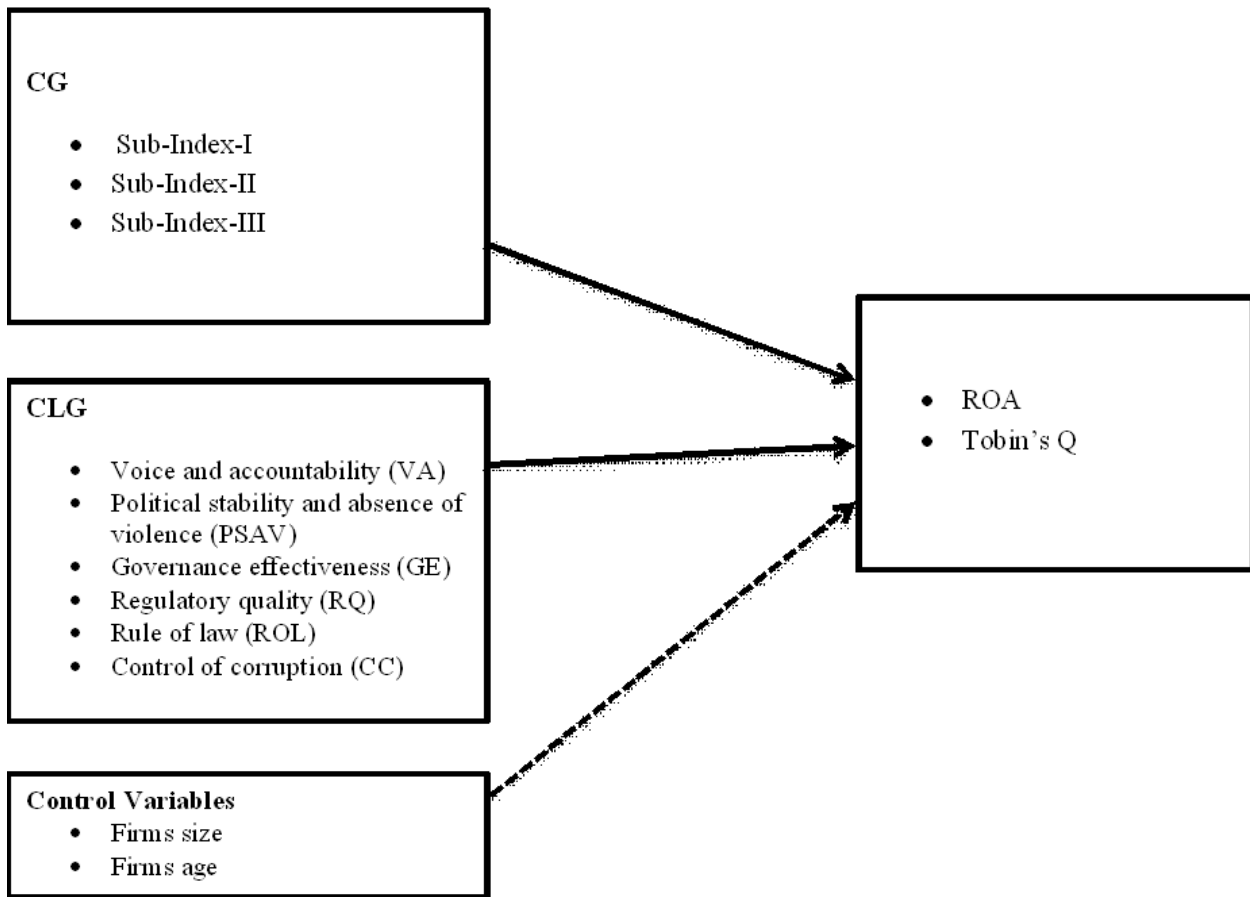 CG
• Sub-Index-I
• Sub-Index-II
• Sub-Index-III
CLG
• Voice and accountability (VA)
• Political stability and absence of
violence (PSAV)
• Governance effectiveness (GE)
• Regulatory quality (RQ)
• Rule of law (ROL)
• Control of corruption (CC)
Control Variables
• Firms size
• Firms age
• ROA
• Tobin’s Q